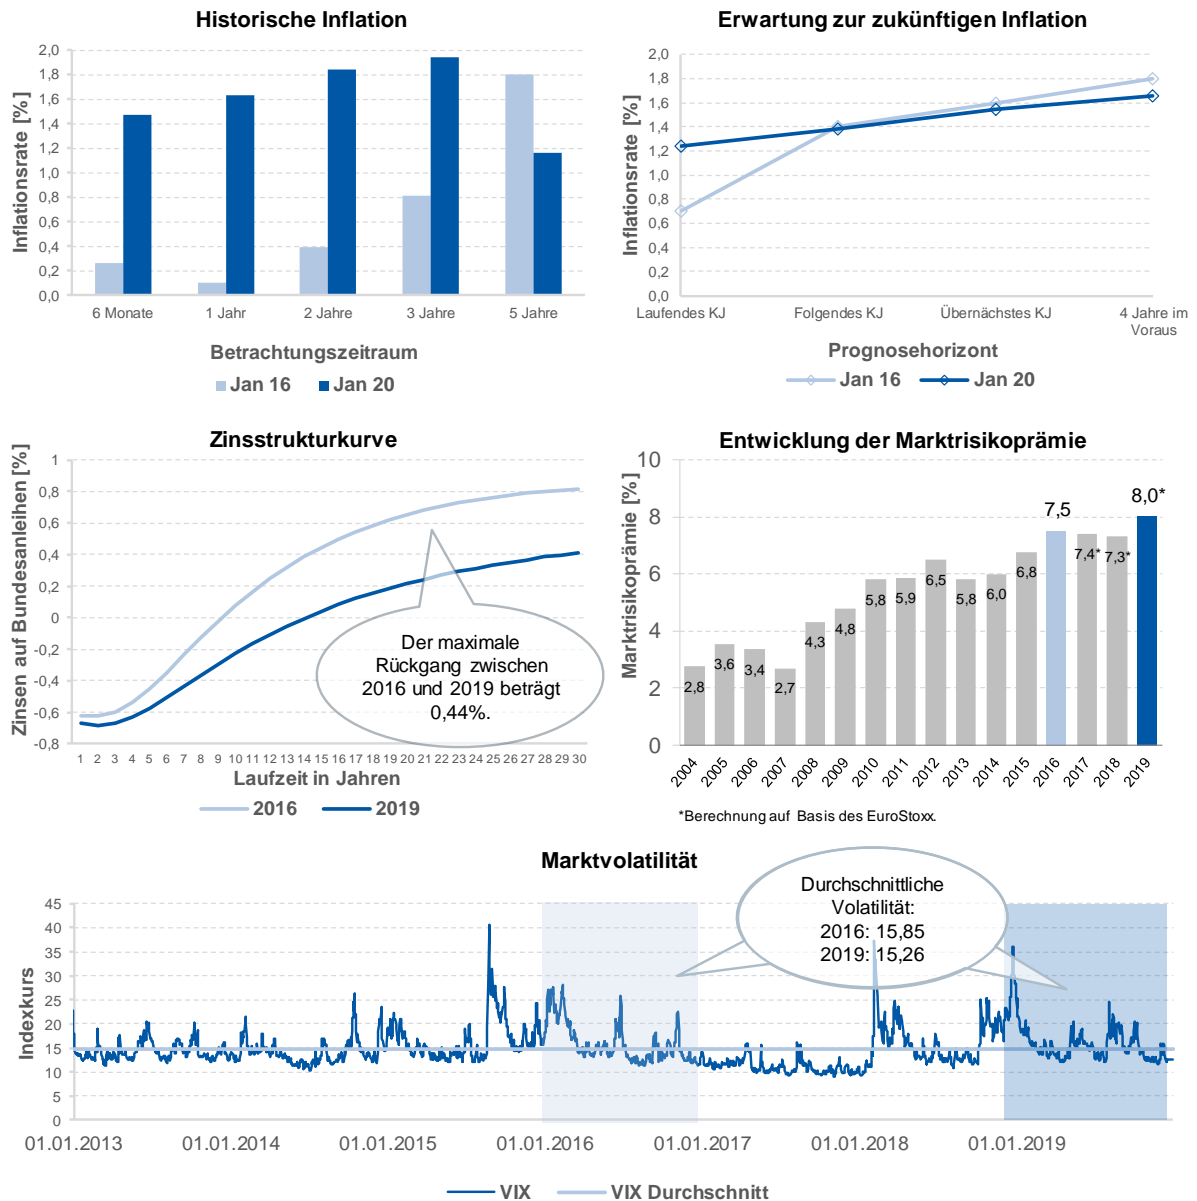 Historische Inflation
Inflationsrate [%]
2,0
1,8
1,6
1,4
1,2
1,0
0,8
0,6
0,4
0,2
0,0
6 Monate 1 Jahr 2 Jahre 3 Jahre 5 Jahre
Betrachtungszeitraum
Jan 16 Jan 20
Erwartung zur zukünftigen Inflation
Inflationsrate [%]
2,0
1,8
1,6
1,4
1,2
1,0
0,8
0,6
0,4
0,2
0,0
Laufendes KJ Folgendes KJ Übernächstes KJ 4 Jahre im
Voraus
Prognosehorizont
Jan 16 Jan 20
Zinsstrukturkurve
Zinsen auf Bundesanleihen [%]
1
0,8
0,6
0,4
0,2
0
-0,2
-0,4
-0,6
-0,8
Der maximale
Rückgang zwischen
2016 und 2019 beträgt
0,44%.
1 2 3 4 5 6 7 8 9 10 11 12 13 14 15 16 17 18 19 20 21 22 23 24 25 26 27 28 29 30
Laufzeit in Jahren
2016 2019
Entwicklung der Marktrisikoprämie
Marktrisikoprämie [%]
10
8
6
4
2
0
2,8 3,6 3,4 2,7 4,3 4,8 5,8 5,9 6,5 5,8 6,0 6,8 7,5 7,4* 7,3* 8,0*
2004 2005 2006 2007 2008 2009 2010 2011 2012 2013 2014 2015 2016 2017 2018 2019
*Berechnung auf Basis des EuroStoxx.
Marktvolatilität
Indexkurs
45
40
35
30
25
20
15
10
5
0
Durchschnittliche
Volatilität:
2016: 15,85
2019: 15,26
01.01.2013 01.01.2014 01.01.2015 01.01.2016 01.01.2017 01.01.2018 01.01.2019
VIX VIX Durchschnitt